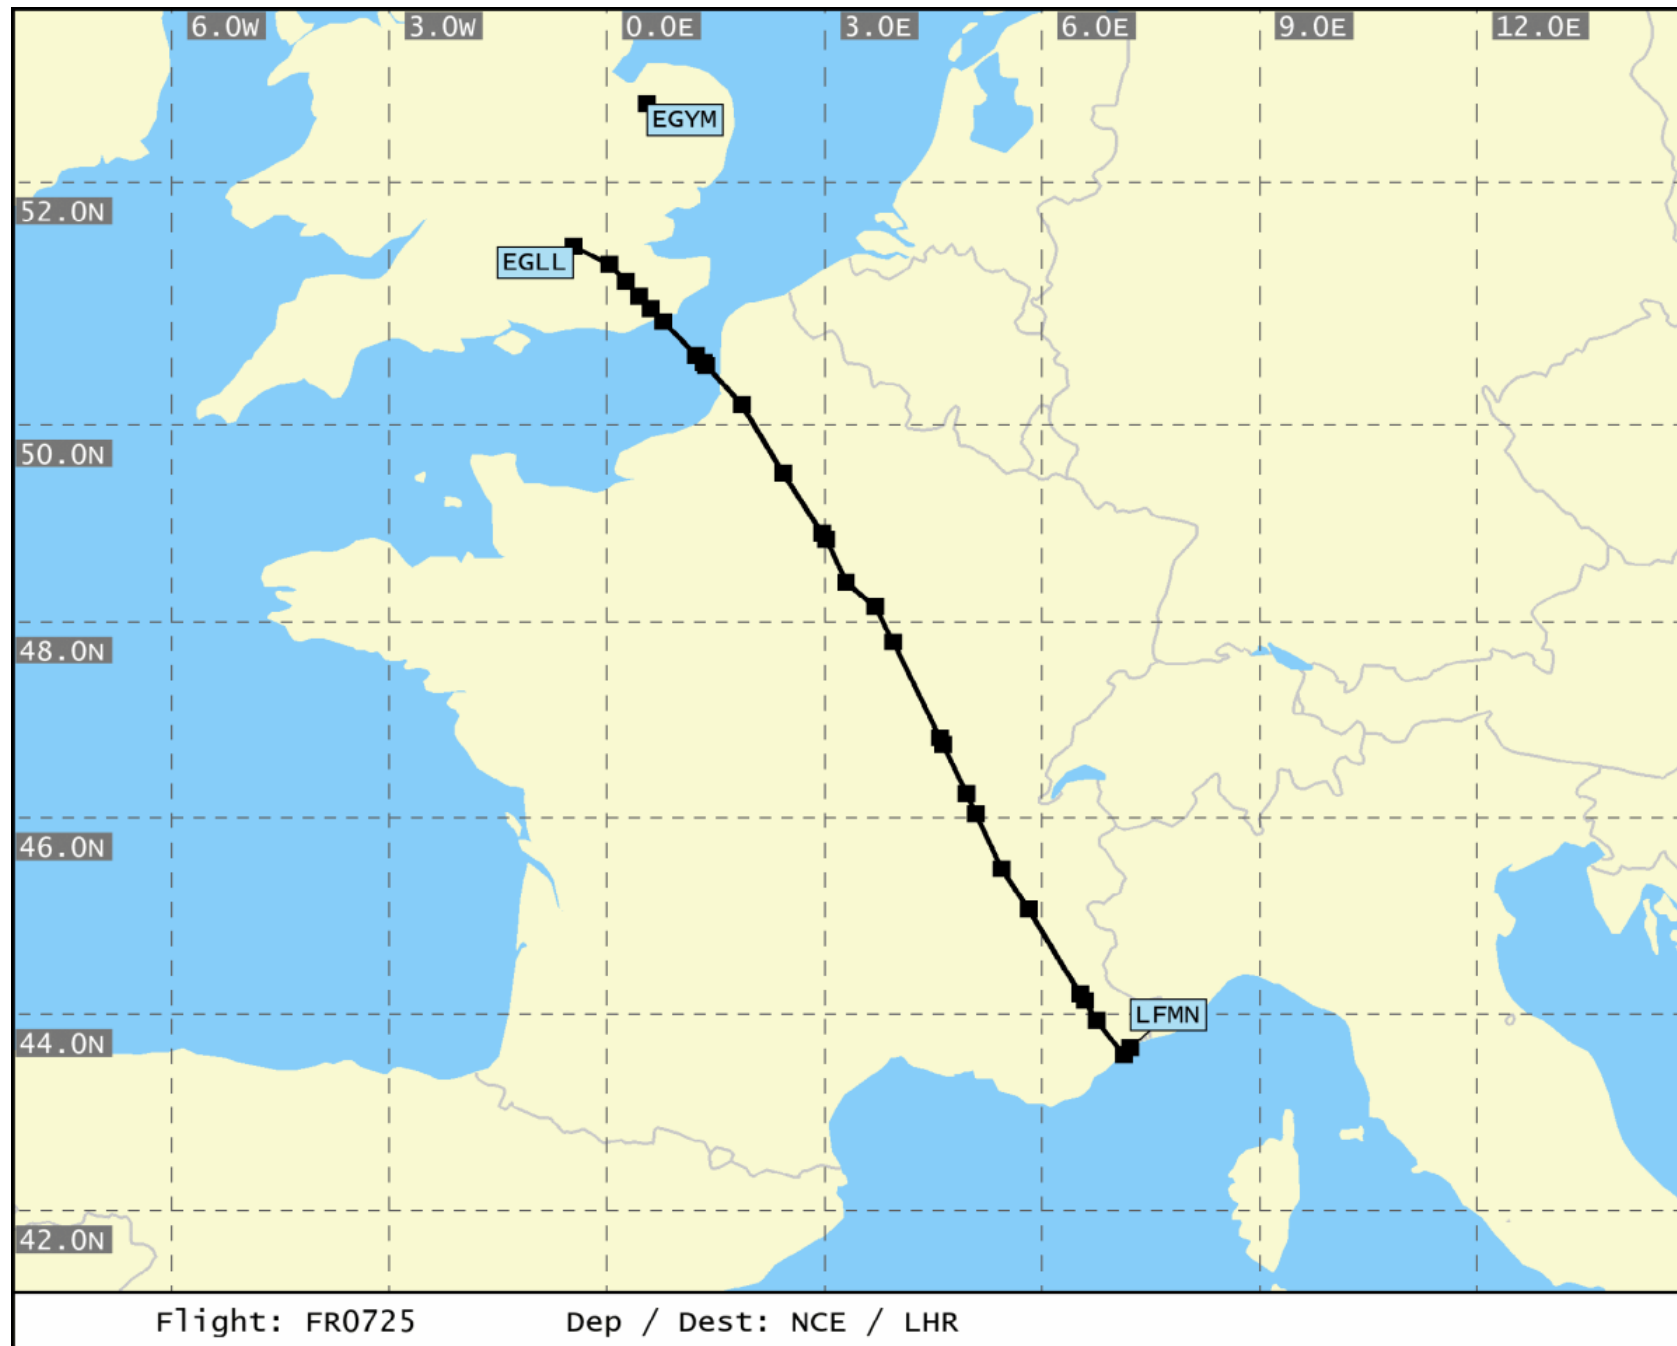 6.0W 3.0W 0.0E 3.0E 6.0E 9.0E 12.0E
EGYM
52.0N
EGLL
50.0N
48.0N
46.0N
LFMN
44.0N
42.0N
Flight: FR0725 Dep / Dest: NCE / LHR